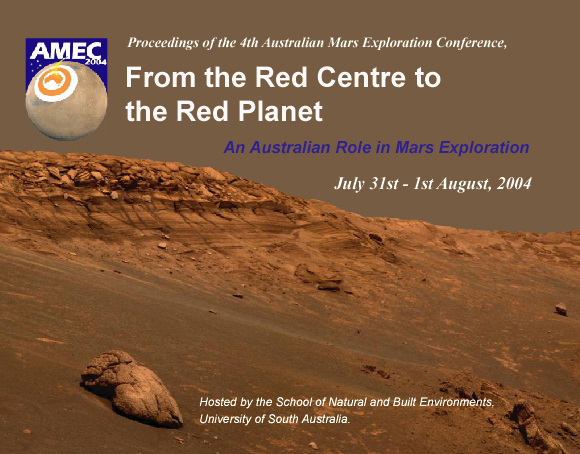 AMEC
2004
Proceedings of the 4th Australian Mars Exploration Conference,
From the Red Centre to
the Red Planet
An Australian Role in Mars Exploration
July 31st - 1st August, 2004
Hosted by the School of Natural and Built Environments,
University of South Australia.